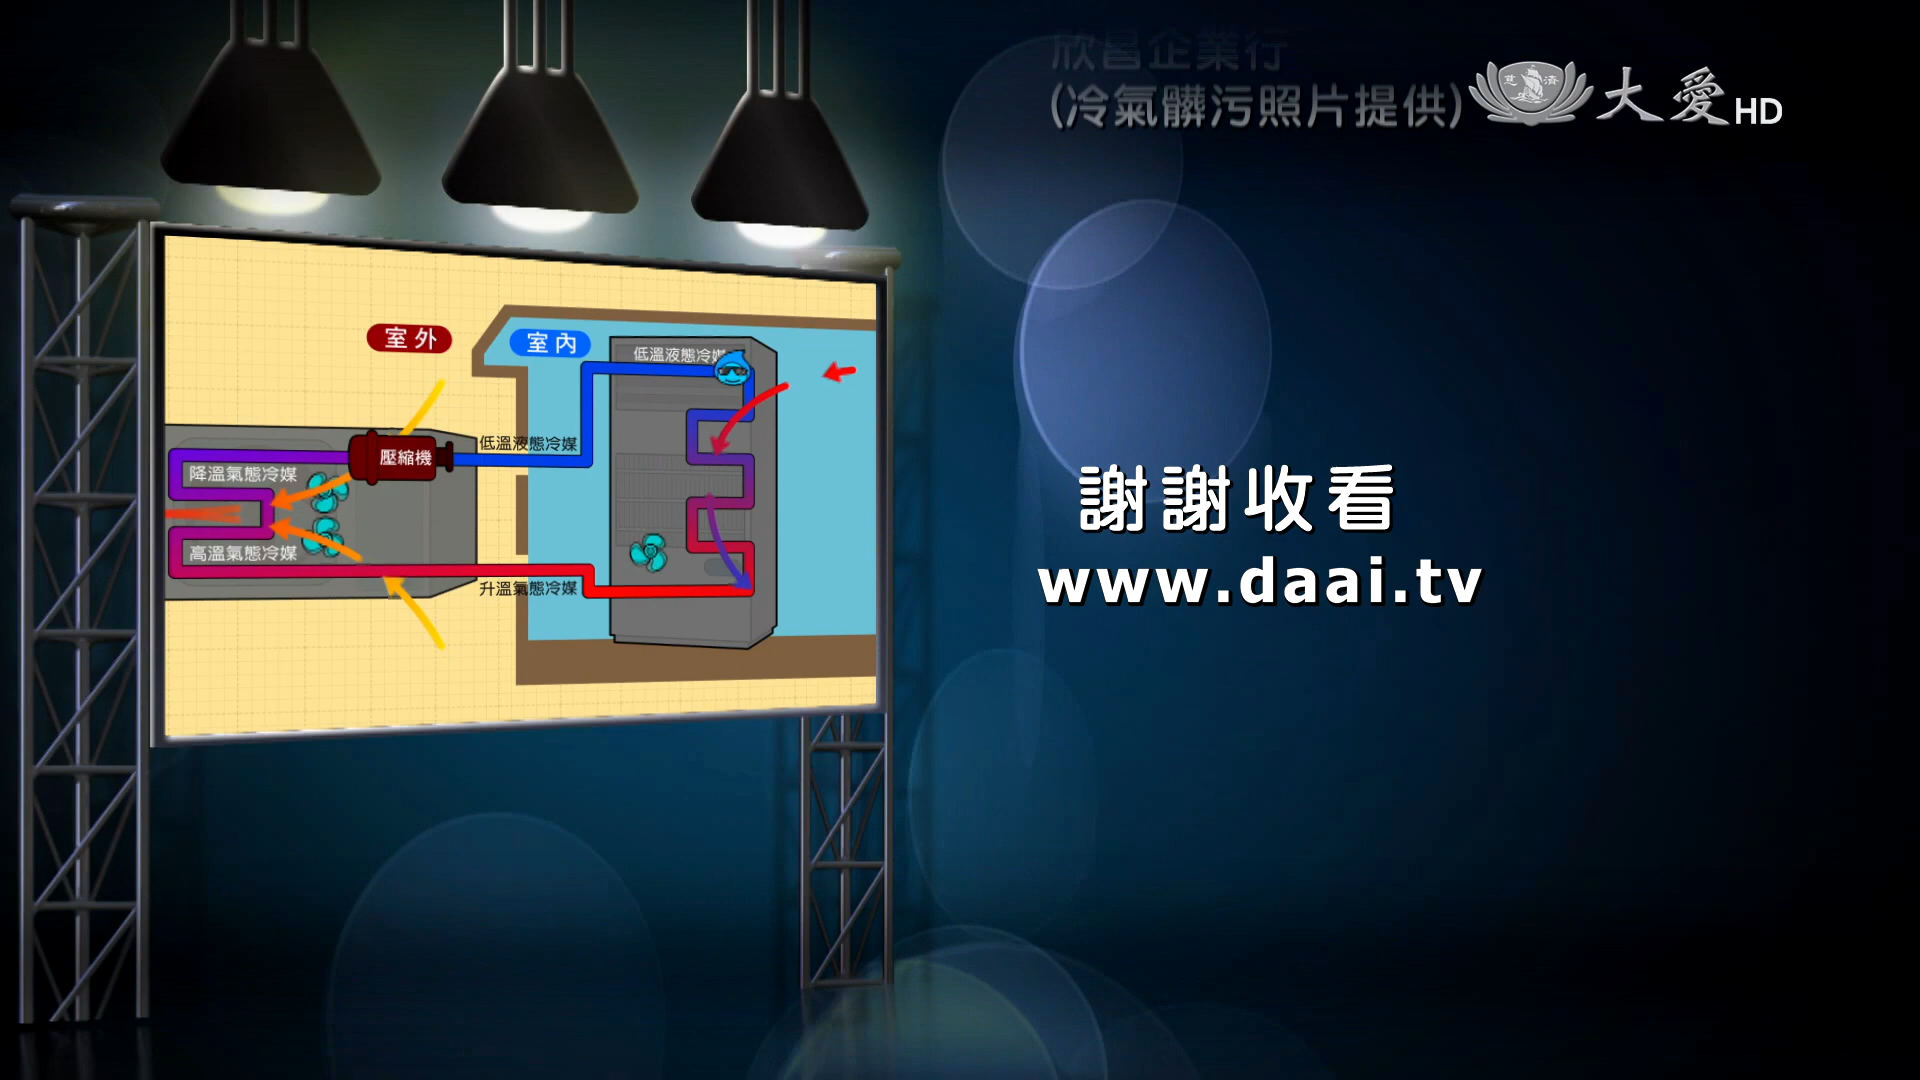 欣昌企業行
(冷氣髒污照片提供)
慈濟
大愛HD
室外
室內
低溫液態冷
低溫液態冷媒
壓縮機
降溫氣態冷媒
高溫氣態冷媒
升溫氣態冷媒
謝謝收看
www.daai.tv